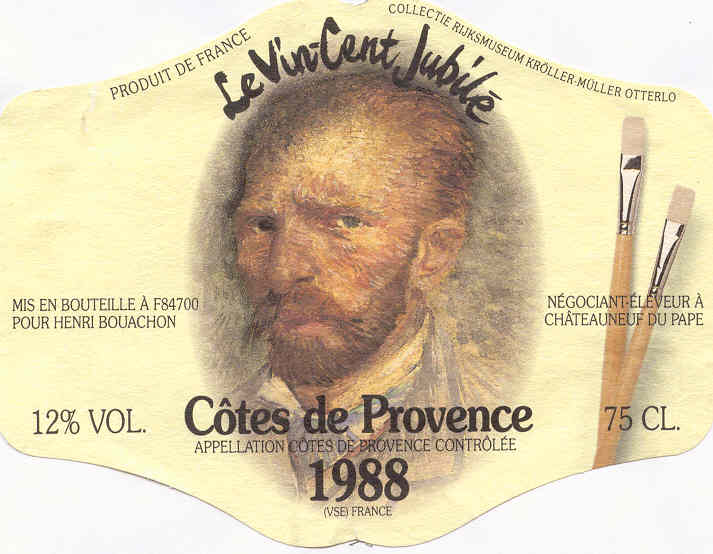 PRODUIT DE FRANCE
Le Vin-Cent Jubilé
COLLECTIE RIJKSMUSEUM KRÖLLER-MÜLLER OTTERLO
MIS EN BOUTEILLE À F84700
POUR HENRI BOUACHON
NÉGOCIANT-ÉLEVEUR À
CHÂTEAUNEUF DU PAPE
12% VOL.
Côtes de Provence
75 CL.
APPELLATION CÔTES DE PROVENCE CONTRÔLÉE
1988
(VSE) FRANCE